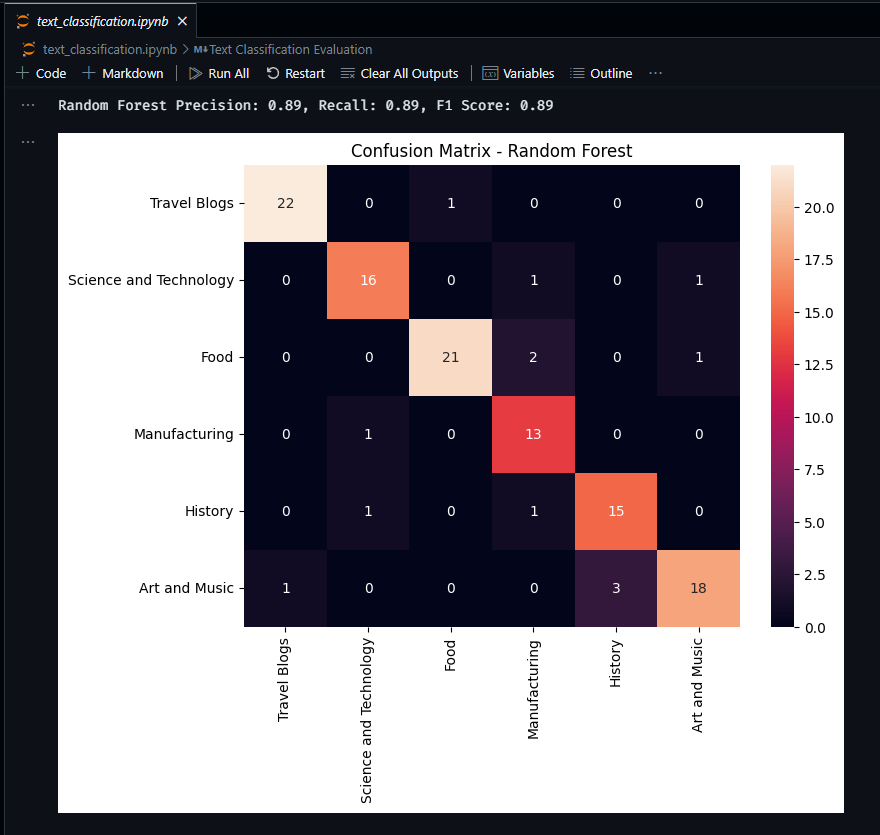 text_classification.ipynb ×
text_classification.ipynb > M↓Text Classification Evaluation
+ Code + Markdown | Run All Restart Clear All Outputs | Variables Outline ...
... Random Forest Precision: 0.89, Recall: 0.89, F1 Score: 0.89
...
Confusion Matrix - Random Forest
Travel Blogs 22 0 1 0 0 0
Science and Technology 0 16 0 1 0 1
Food 0 0 21 2 0 1
Manufacturing 0 1 0 13 0 0
History 0 1 0 1 15 0
Art and Music 1 0 0 0 3 18
Travel Blogs
Science and Technology
Food
Manufacturing
History
Art and Music
20.0
17.5
15.0
12.5
10.0
7.5
5.0
2.5
0.0